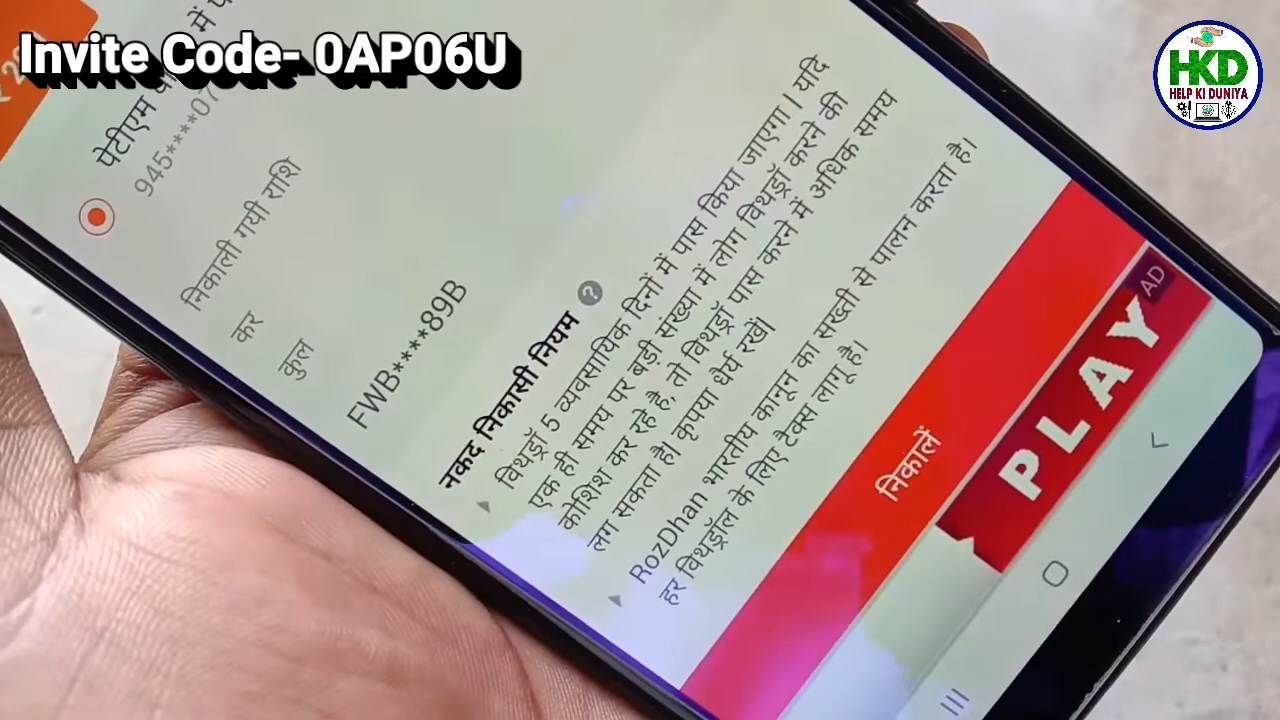 Invite Code- 0AP06U
HKD
HELP KI DUNIYA
पेटीएम
945****07
निकाली गयी राशि
कर
कुल
FWB****89B
नकद निकासी नियम ?
विथड्रॉ 5 व्यवसायिक दिनों में पास किया जाएगा। यदि
एक ही समय पर बड़ी संख्या में लोग विथड्रॉ करने की
कोशिश कर रहे है, तो विथड्रॉ पास करने में अधिक समय
लग सकता है। कृपया धैर्य रखें।
RozDhan भारतीय कानून का सख्ती से पालन करता है।
हर विथड्रॉल के लिए टैक्स लागू है।
निकालें
PLAY
AD